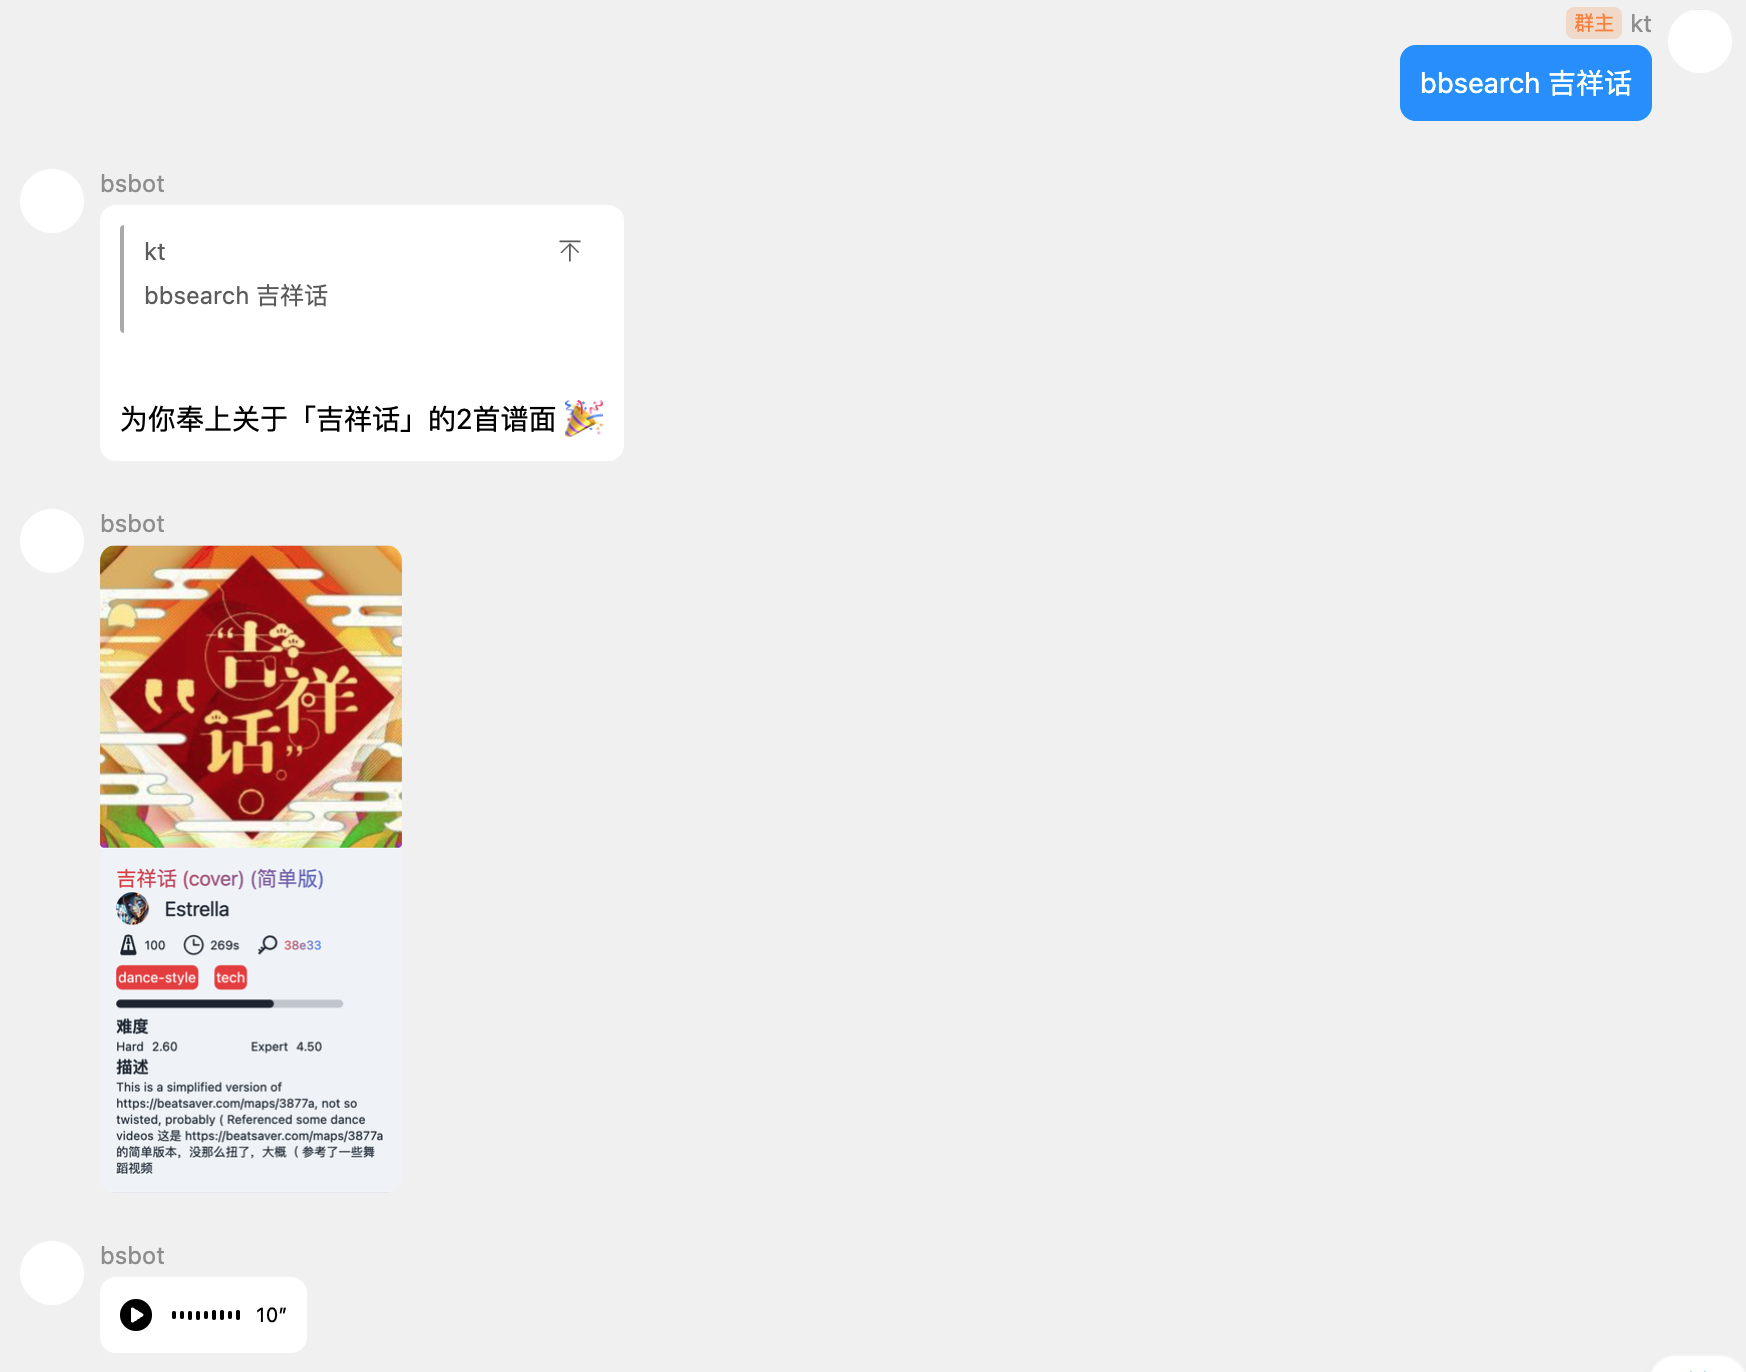 群主 kt
bbsearch 吉祥话
bsbot
kt
bbsearch 吉祥话
为你奉上关于「吉祥话」的2首谱面 🎉
bsbot
“吉祥话”
吉祥话 (cover) (简单版)
Estrella
100 269s 38e33
dance-style tech
难度
Hard 2.60 Expert 4.50
描述
This is a simplified version of
https://beatsaver.com/maps/3877a, not so
twisted, probably ( Referenced some dance
videos 这是 https://beatsaver.com/maps/3877a
的简单版本，没那么扭了，大概（ 参考了一些舞
蹈视频
bsbot
10″